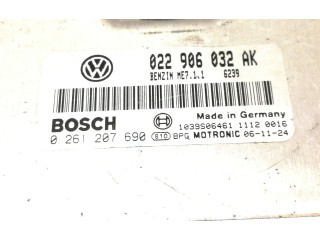 022 906 032 AK
BENZIN ME7.1.1 6239
BOSCH
Made in Germany
1039S06461 1112 0016
0 261 207 690 810 BPG MOTRONIC 06-11-24